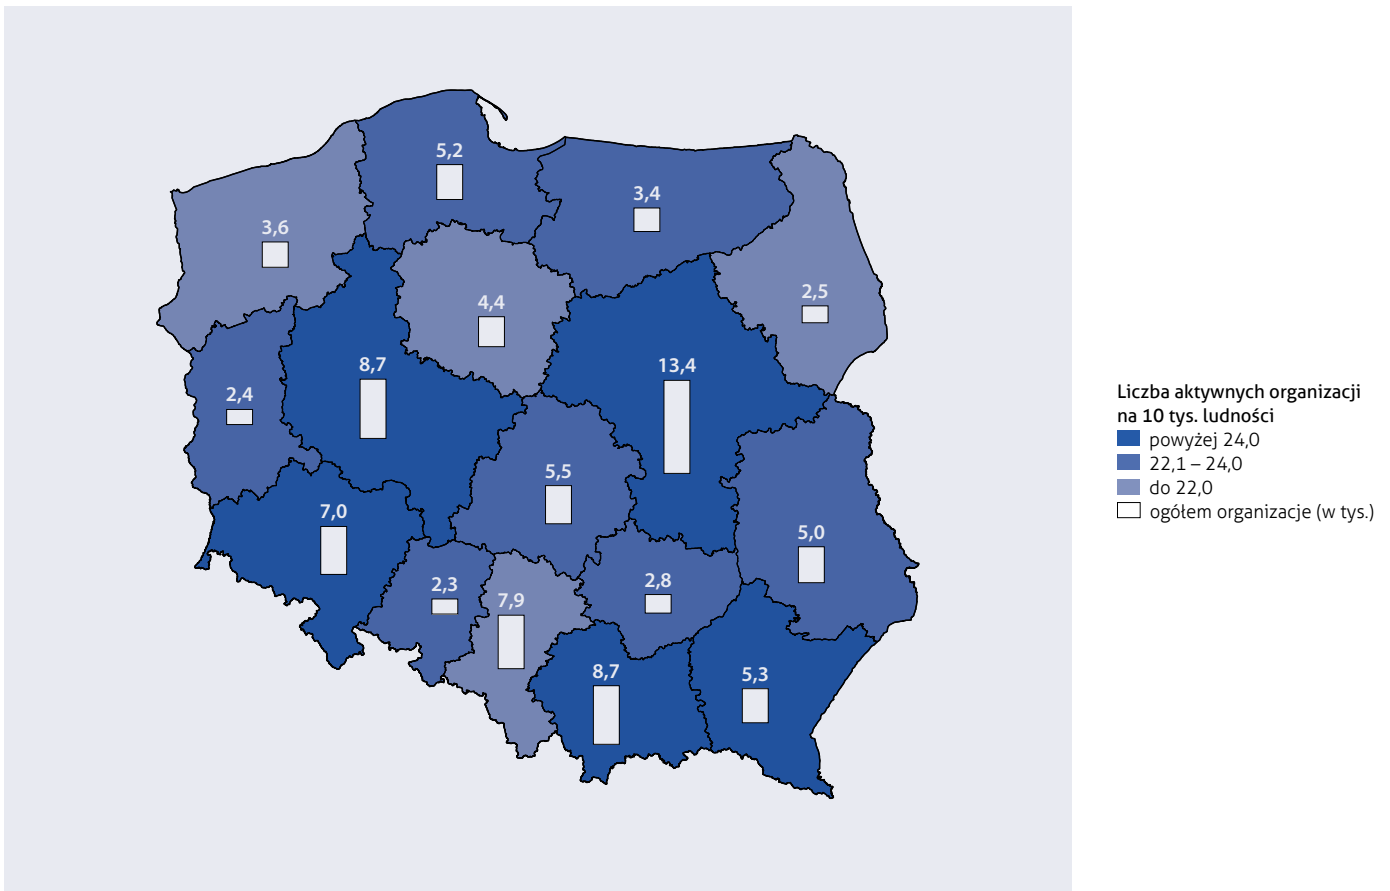 5,2
3,4
3,6
2,5
4,4
8,7
13,4
2,4
5,5
7,0
5,0
2,3
7,9
2,8
8,7
5,3
Liczba aktywnych organizacji
na 10 tys. ludności
powyżej 24,0
22,1 – 24,0
do 22,0
ogółem organizacje (w tys.)